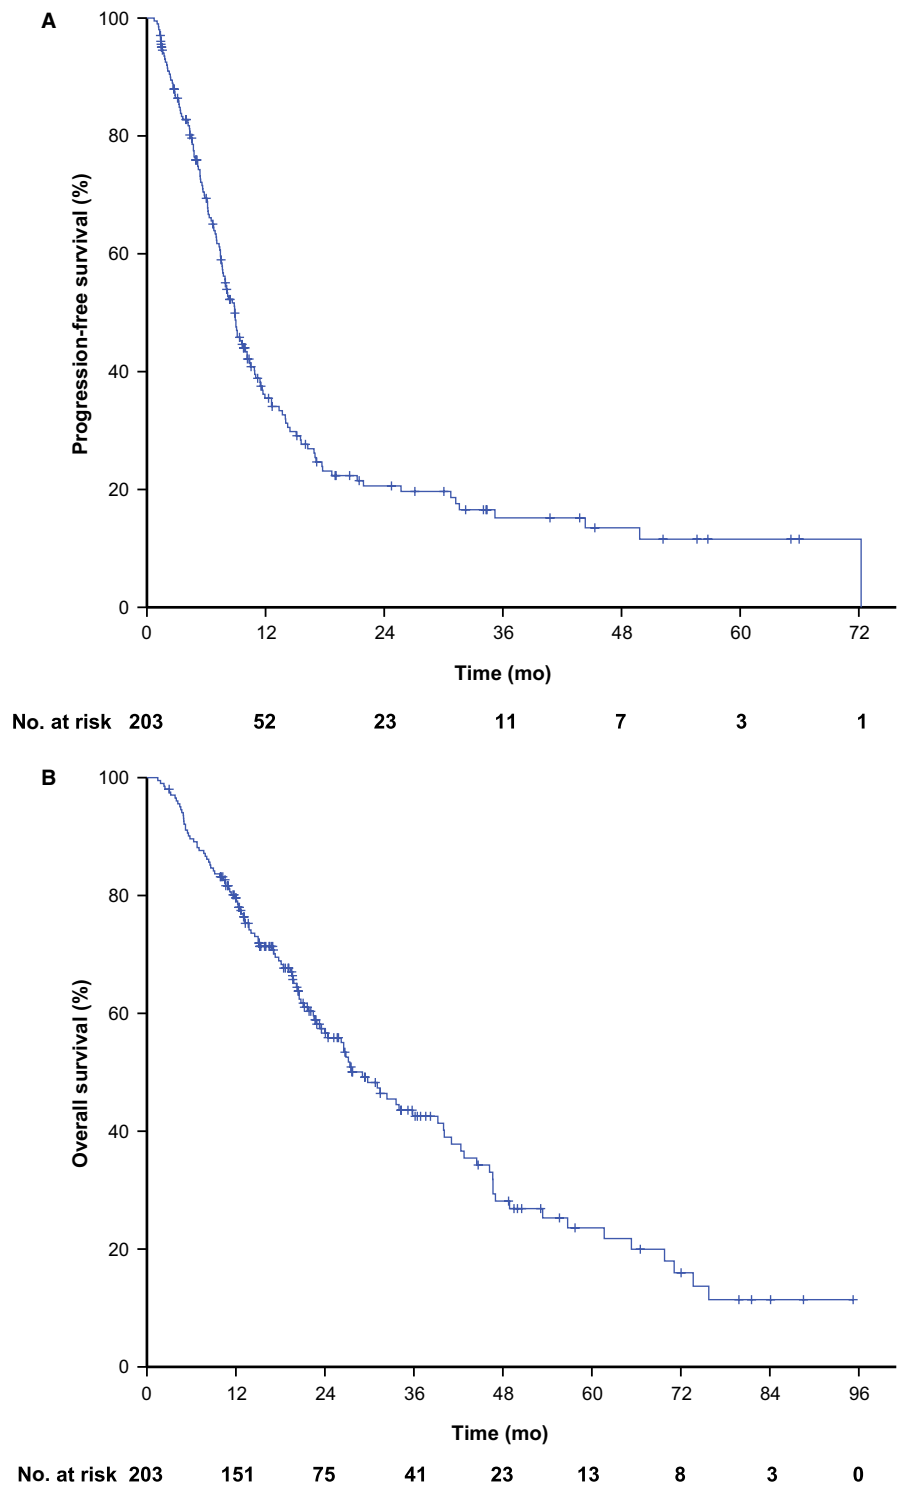 A
100
80
60
40
20
0
Progression-free survival (%)
0 12 24 36 48 60 72
Time (mo)
No. at risk 203 52 23 11 7 3 1
B
100
80
60
40
20
0
Overall survival (%)
0 12 24 36 48 60 72 84 96
Time (mo)
No. at risk 203 151 75 41 23 13 8 3 0